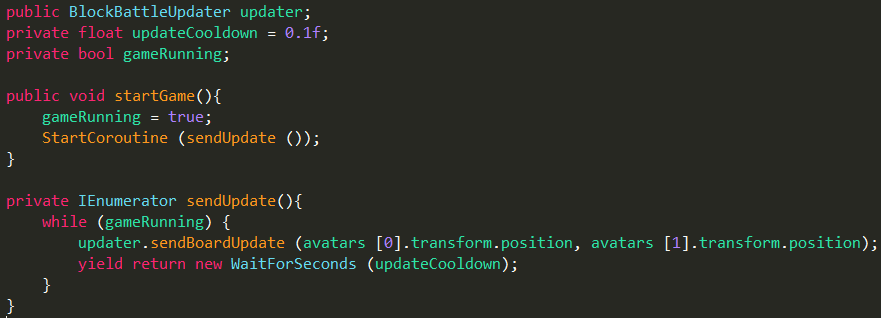 public BlockBattleUpdater updater;
private float updateCooldown = 0.1f;
private bool gameRunning;

public void startGame(){
    gameRunning = true;
    StartCoroutine (sendUpdate ());
}

private IEnumerator sendUpdate(){
    while (gameRunning) {
        updater.sendBoardUpdate (avatars [0].transform.position, avatars [1].transform.position);
        yield return new WaitForSeconds (updateCooldown);
    }
}